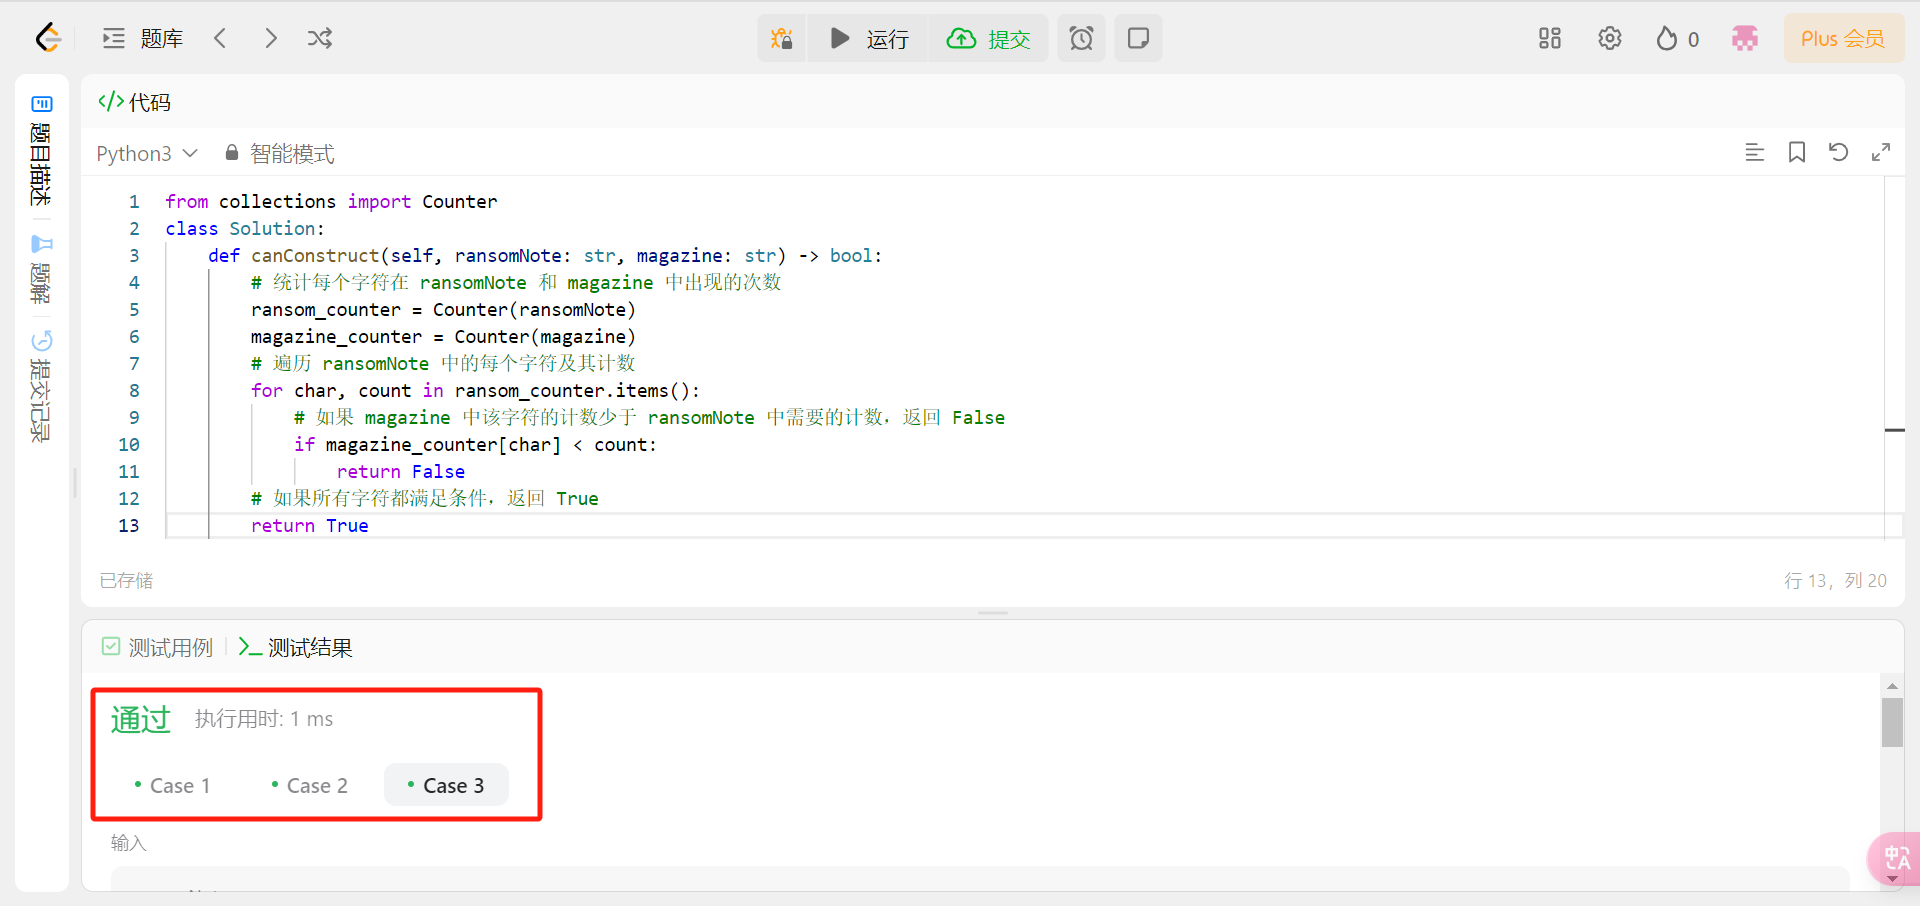 题库
运行
提交
0
Plus 会员
题目描述
题解
提交记录
</> 代码
Python3
智能模式
1 from collections import Counter
2 class Solution:
3 def canConstruct(self, ransomNote: str, magazine: str) -> bool:
4 # 统计每个字符在 ransomNote 和 magazine 中出现的次数
5 ransom_counter = Counter(ransomNote)
6 magazine_counter = Counter(magazine)
7 # 遍历 ransomNote 中的每个字符及其计数
8 for char, count in ransom_counter.items():
9 # 如果 magazine 中该字符的计数少于 ransomNote 中需要的计数，返回 False
10 if magazine_counter[char] < count:
11 return False
12 # 如果所有字符都满足条件，返回 True
13 return True
已存储
行 13，列 20
测试用例
测试结果
通过
执行用时: 1 ms
Case 1
Case 2
Case 3
输入
中A